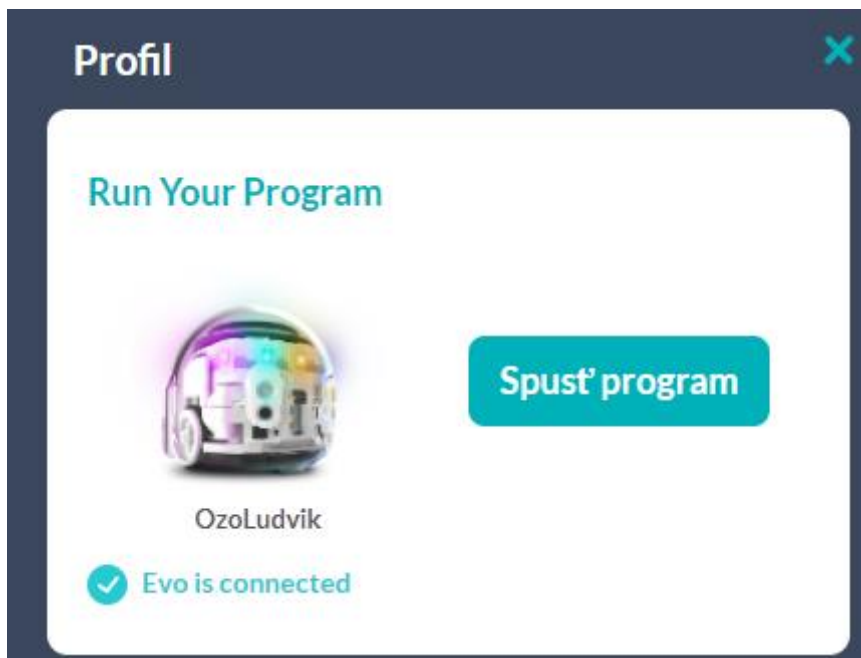 Profil
Run Your Program
Spusť program
OzoLudvik
Evo is connected